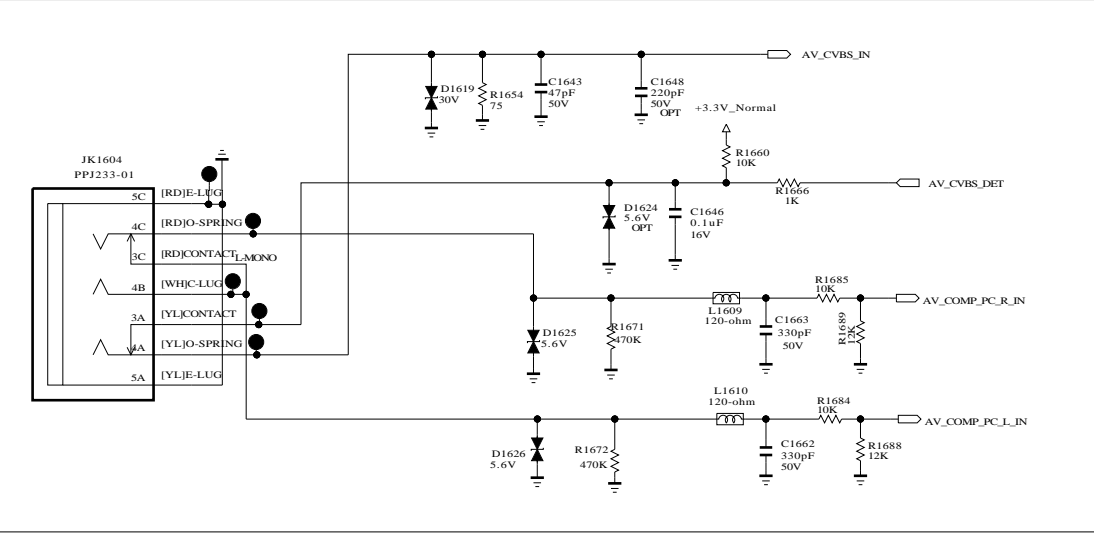 AV_CVBS_IN
D1619
30V
R1654
75
C1643
47pF
50V
C1648
220pF
50V
OPT
+3.3V_Normal
R1660
10K
JK1604
PPJ233-01
AV_CVBS_DET
R1666
1K
D1624
5.6V
OPT
C1646
0.1uF
16V
5C [RD]E-LUG
4C [RD]O-SPRING
3C [RD]CONTACT L-MONO
4B [WH]C-LUG
3A [YL]CONTACT
4A [YL]O-SPRING
5A [YL]E-LUG
R1685
10K
AV_COMP_PC_R_IN
L1609
120-ohm
D1625
5.6V
R1671
470K
C1663
330pF
50V
R1689
12K
L1610
120-ohm
R1684
10K
AV_COMP_PC_L_IN
D1626
5.6V
R1672
470K
C1662
330pF
50V
R1688
12K